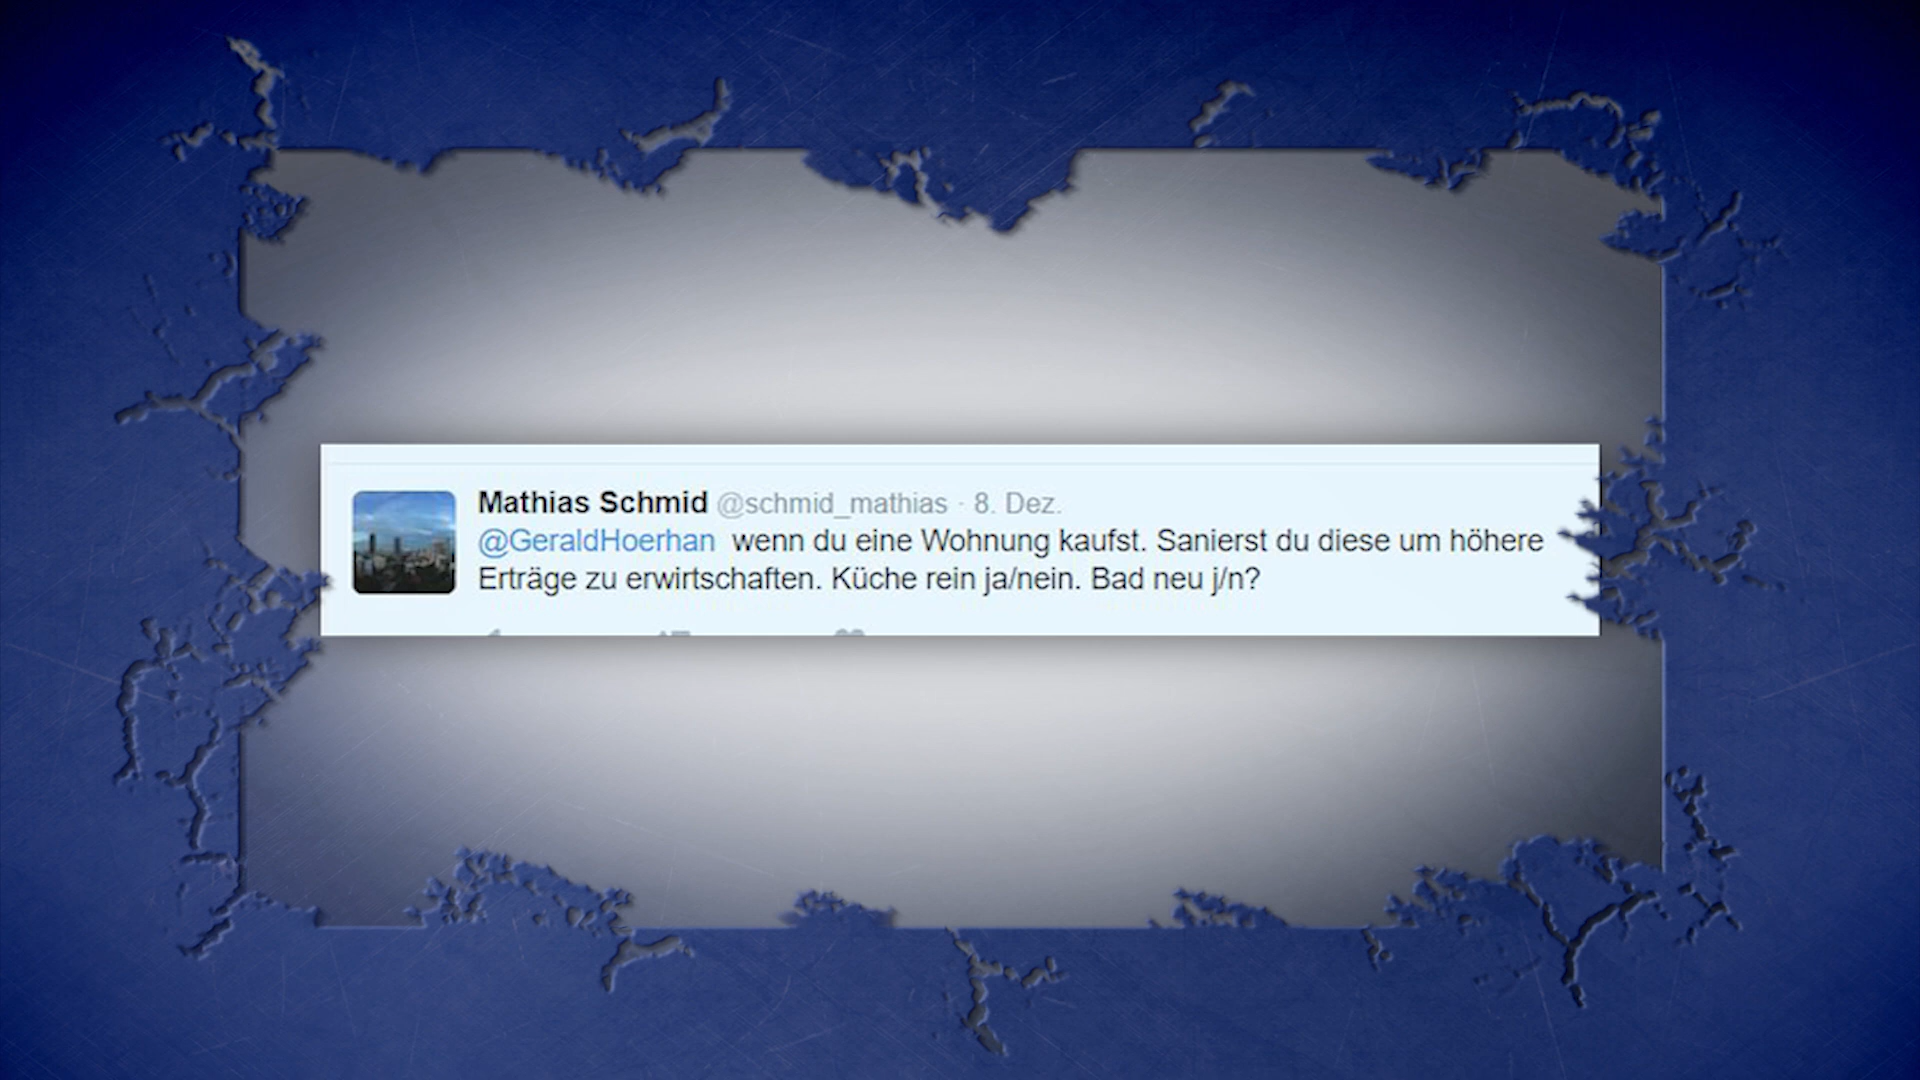 Mathias Schmid @schmid_mathias · 8. Dez.
@GeraldHoerhan wenn du eine Wohnung kaufst. Sanierst du diese um höhere
Erträge zu erwirtschaften. Küche rein ja/nein. Bad neu j/n?